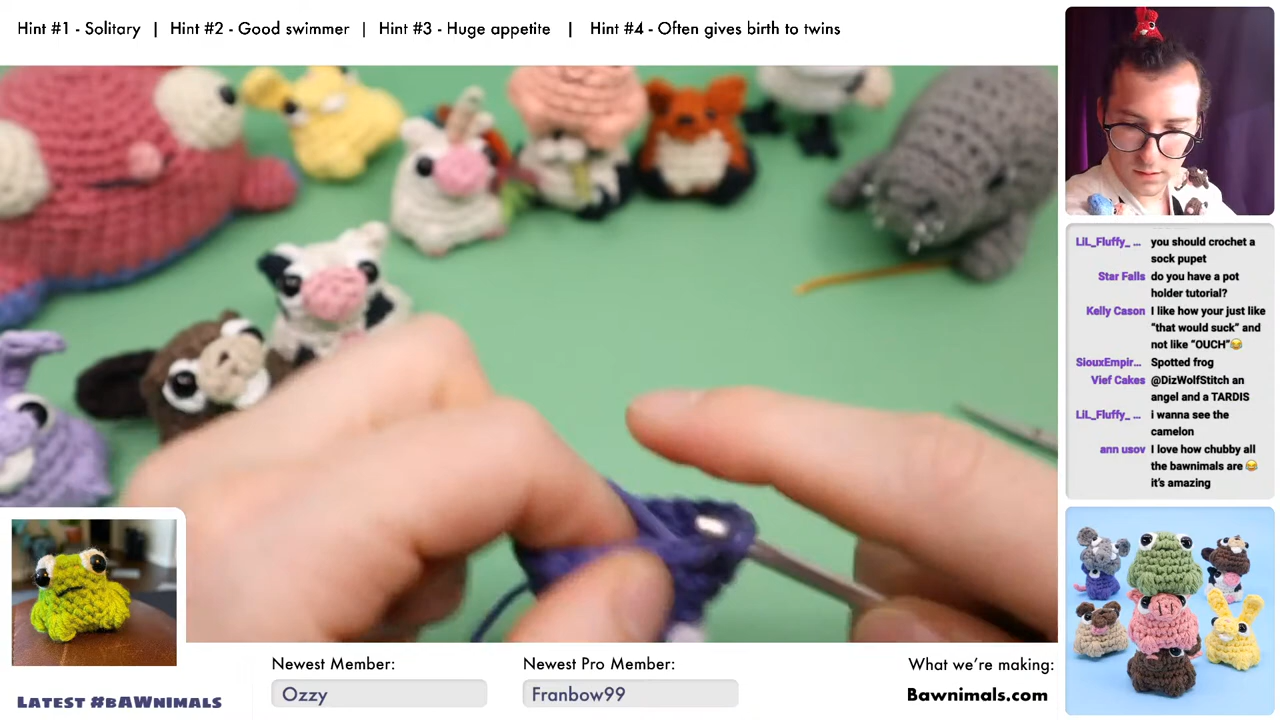 Hint #1 - Solitary | Hint #2 - Good swimmer | Hint #3 - Huge appetite | Hint #4 - Often gives birth to twins
LiL_Fluffy_ ... you should crochet a
sock pupet
Star Falls do you have a pot
holder tutorial?
Kelly Cason I like how your just like
"that would suck" and
not like "OUCH"😂
SiouxEmpir... Spotted frog
Vief Cakes @DizWolfStitch an
angel and a TARDIS
LiL_Fluffy_ ... i wanna see the
camelon
ann usov I love how chubby all
the bawnimals are 😂
it's amazing
Newest Member:
Ozzy
Newest Pro Member:
Franbow99
What we're making:
Bawnimals.com
Latest #bAWnimals